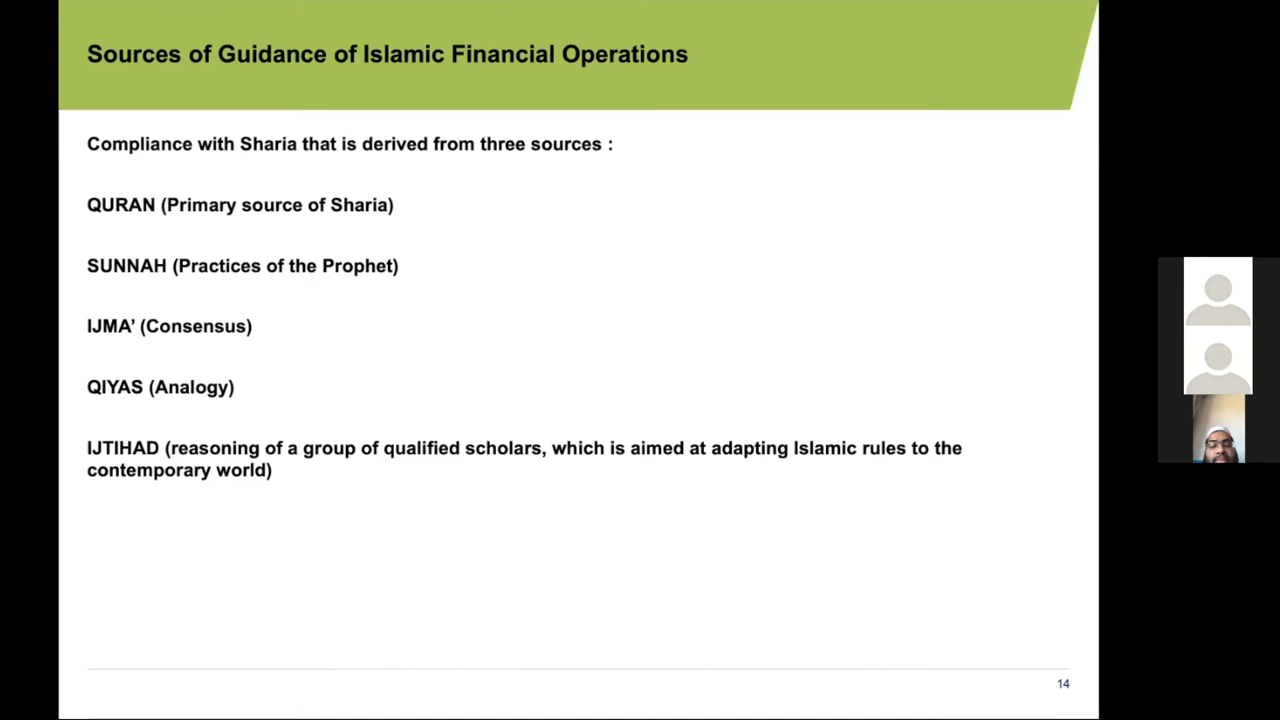 Sources of Guidance of Islamic Financial Operations
Compliance with Sharia that is derived from three sources :
QURAN (Primary source of Sharia)
SUNNAH (Practices of the Prophet)
IJMA’ (Consensus)
QIYAS (Analogy)
IJTIHAD (reasoning of a group of qualified scholars, which is aimed at adapting Islamic rules to the
contemporary world)
14